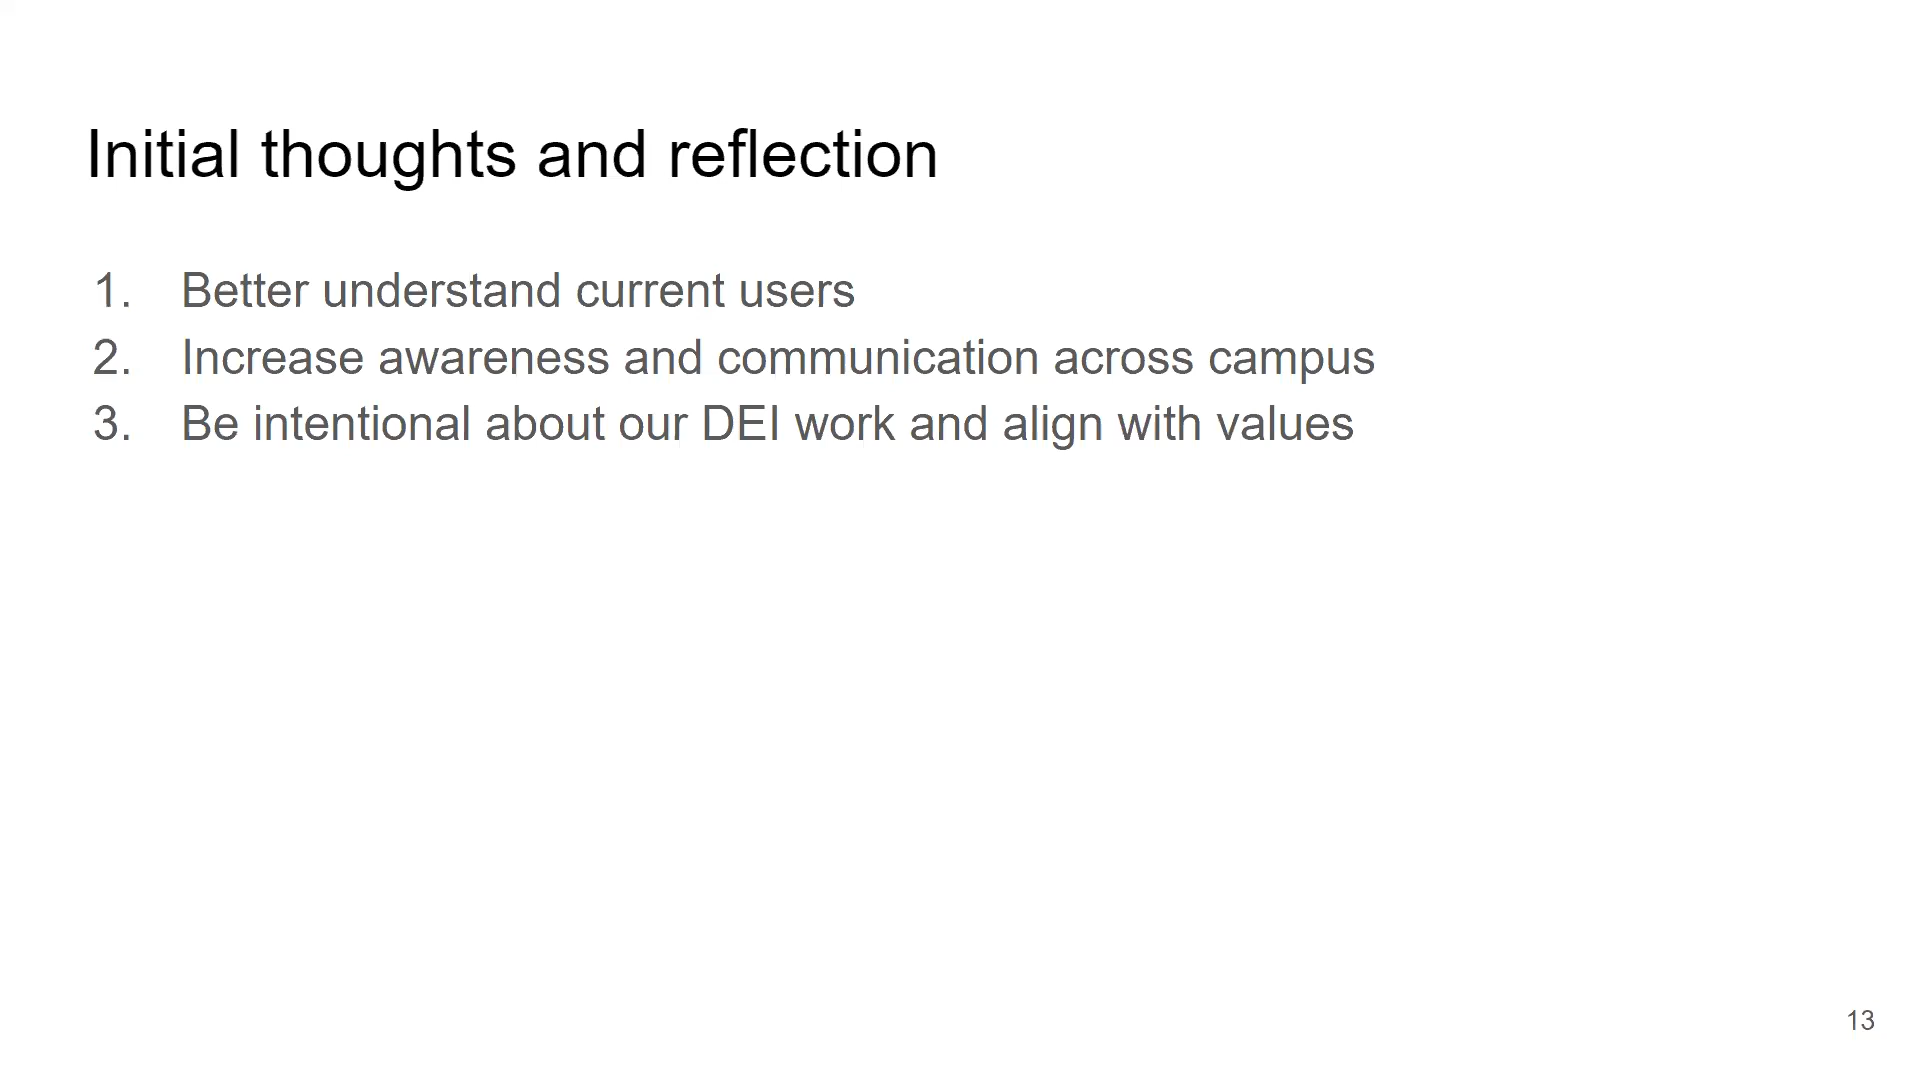 Initial thoughts and reflection
1. Better understand current users
2. Increase awareness and communication across campus
3. Be intentional about our DEI work and align with values
13